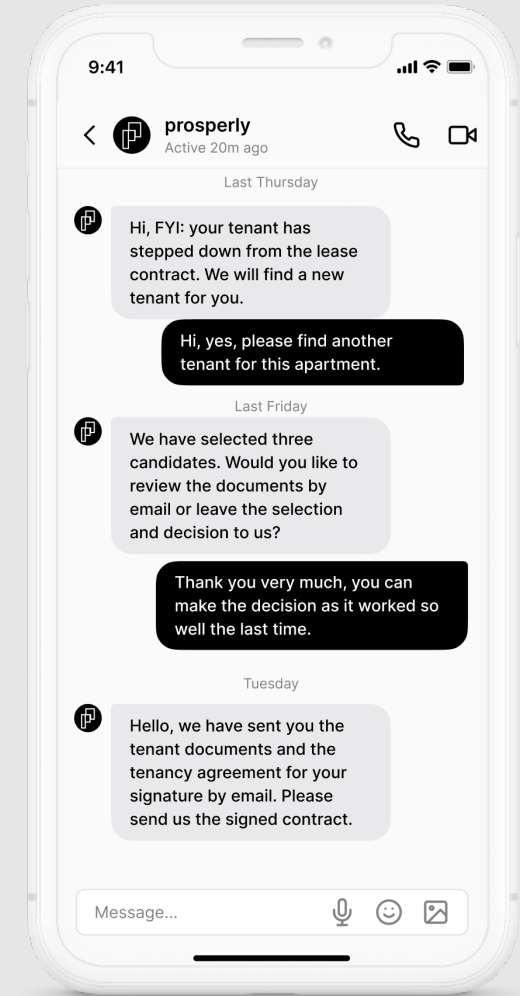 9:41
prosperly
Active 20m ago
Last Thursday
Hi, FYI: your tenant has
stepped down from the lease
contract. We will find a new
tenant for you.
Hi, yes, please find another
tenant for this apartment.
Last Friday
We have selected three
candidates. Would you like to
review the documents by
email or leave the selection
and decision to us?
Thank you very much, you can
make the decision as it worked so
well the last time.
Tuesday
Hello, we have sent you the
tenant documents and the
tenancy agreement for your
signature by email. Please
send us the signed contract.
Message...